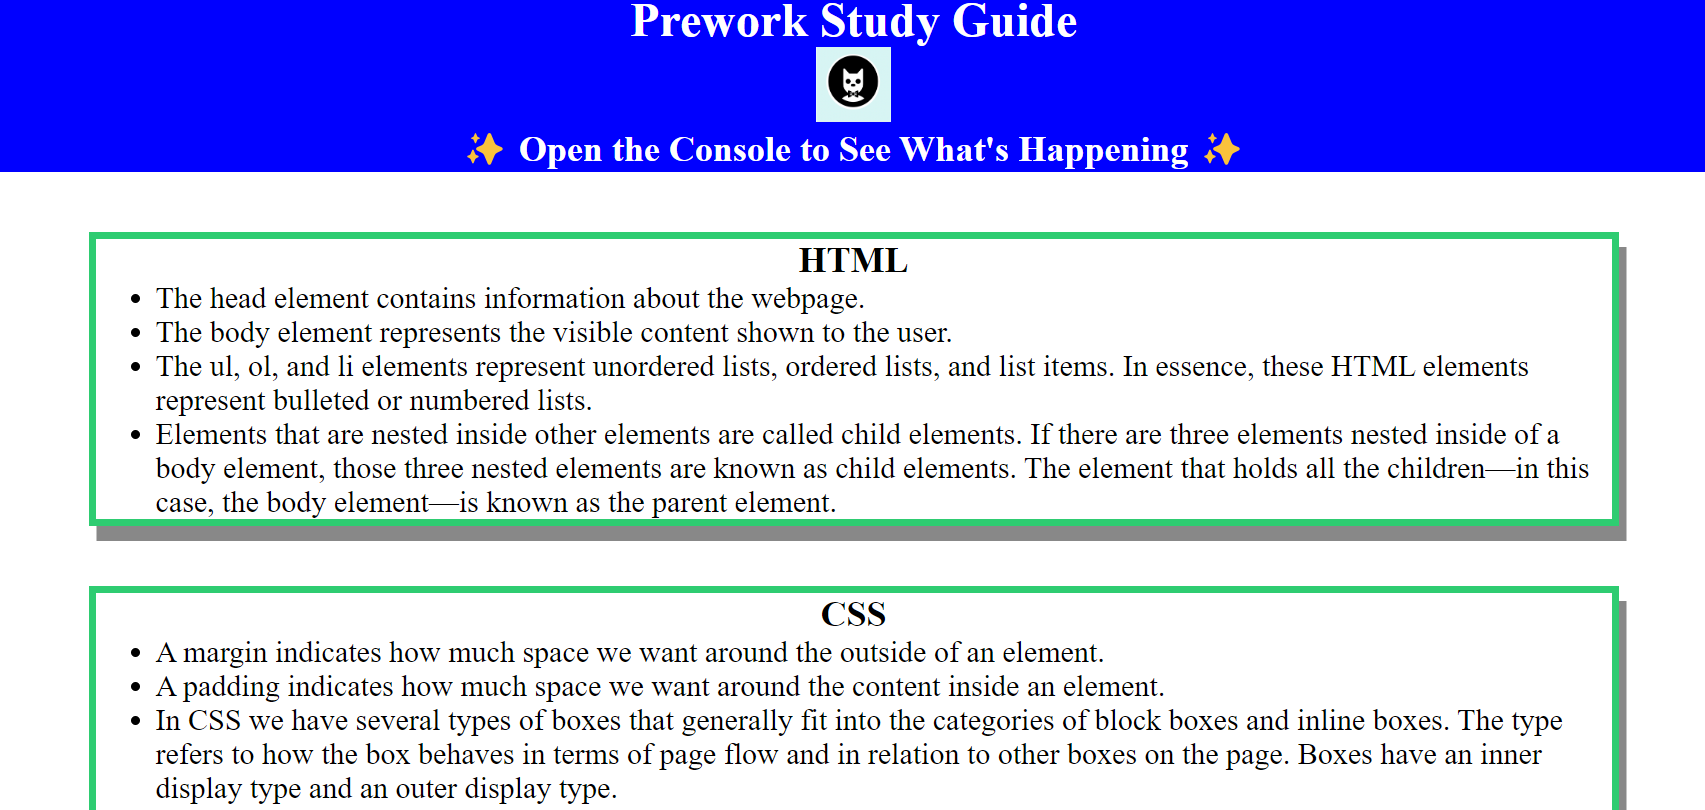 Prework Study Guide
✨ Open the Console to See What's Happening ✨
HTML
• The head element contains information about the webpage.
• The body element represents the visible content shown to the user.
• The ul, ol, and li elements represent unordered lists, ordered lists, and list items. In essence, these HTML elements
represent bulleted or numbered lists.
• Elements that are nested inside other elements are called child elements. If there are three elements nested inside of a
body element, those three nested elements are known as child elements. The element that holds all the children—in this
case, the body element—is known as the parent element.
CSS
• A margin indicates how much space we want around the outside of an element.
• A padding indicates how much space we want around the content inside an element.
• In CSS we have several types of boxes that generally fit into the categories of block boxes and inline boxes. The type
refers to how the box behaves in terms of page flow and in relation to other boxes on the page. Boxes have an inner
display type and an outer display type.